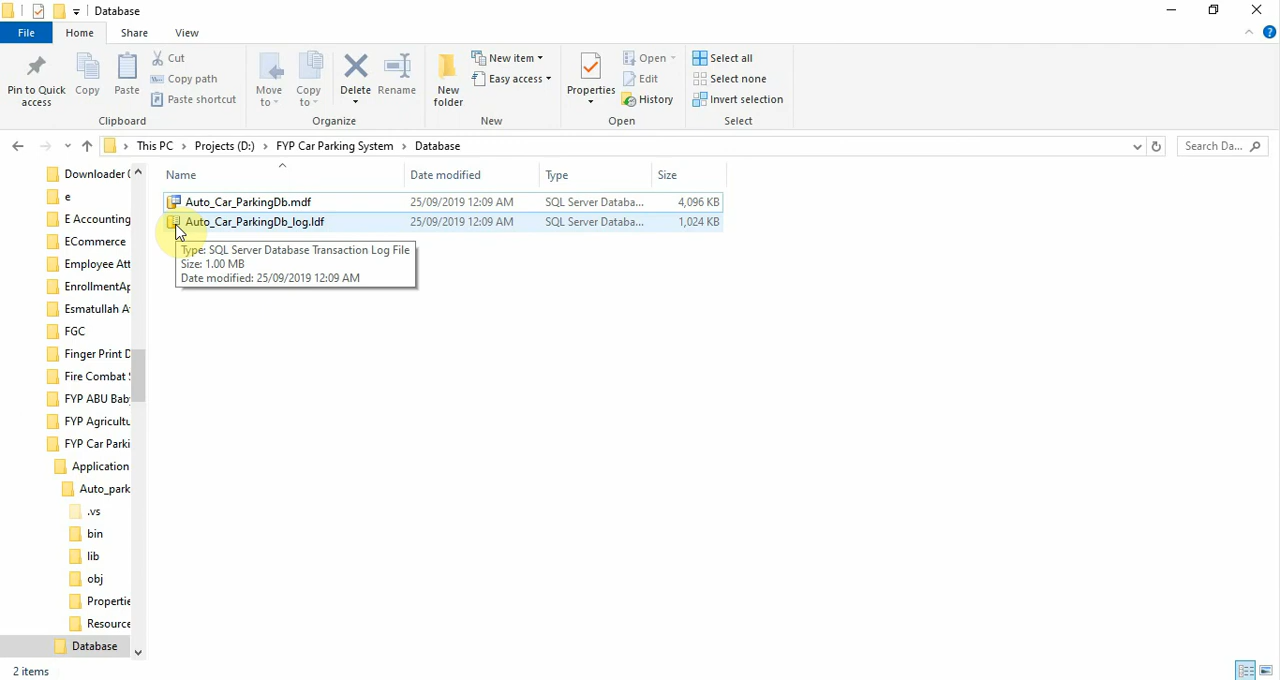 Database
File
Home
Share
View
Pin to Quick access
Copy
Paste
Cut
Copy path
Paste shortcut
Clipboard
Move to
Copy to
Delete
Rename
Organize
New folder
New item
Easy access
New
Properties
Open
Edit
History
Open
Select all
Select none
Invert selection
Select
This PC > Projects (D:) > FYP Car Parking System > Database
Search Da...
Name
Date modified
Type
Size
Auto_Car_ParkingDb.mdf 25/09/2019 12:09 AM SQL Server Databa... 4,096 KB
Auto_Car_ParkingDb_log.ldf 25/09/2019 12:09 AM SQL Server Databa... 1,024 KB
Type: SQL Server Database Transaction Log File
Size: 1.00 MB
Date modified: 25/09/2019 12:09 AM
Downloader (
e
E Accounting
ECommerce
Employee Att
EnrollmentAp
Esmatullah A
FGC
Finger Print D
Fire Combat S
FYP ABU Bab
FYP Agricultu
FYP Car Parki
Application
Auto_park
.vs
bin
lib
obj
Propertie
Resource
Database
2 items